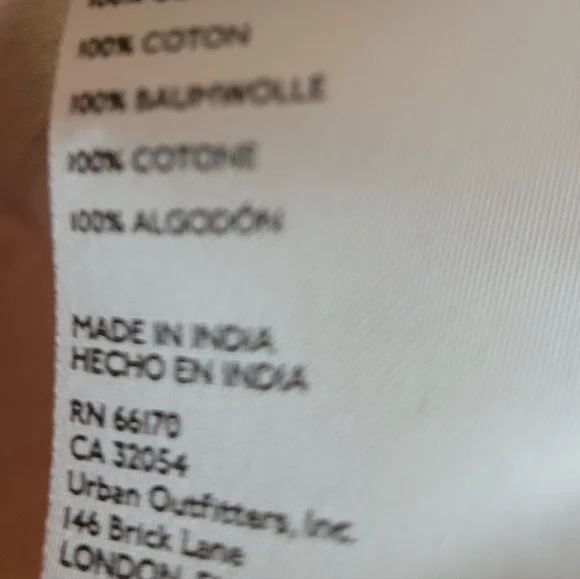 100% COTON
100% BAUMWOLLE
100% COTONE
100% ALGODÓN
MADE IN INDIA
HECHO EN INDIA
RN 66170
CA 32054
Urban Outfitters, Inc.
146 Brick Lane
LONDON